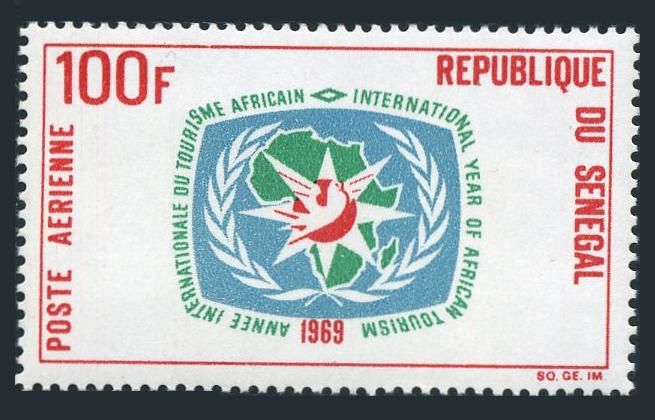 100F
REPUBLIQUE
DU SENEGAL
POSTE AERIENNE
ANNEE INTERNATIONALE DU TOURISME AFRICAIN
INTERNATIONAL YEAR OF AFRICAN TOURISM
1969
SO. GE. IM.